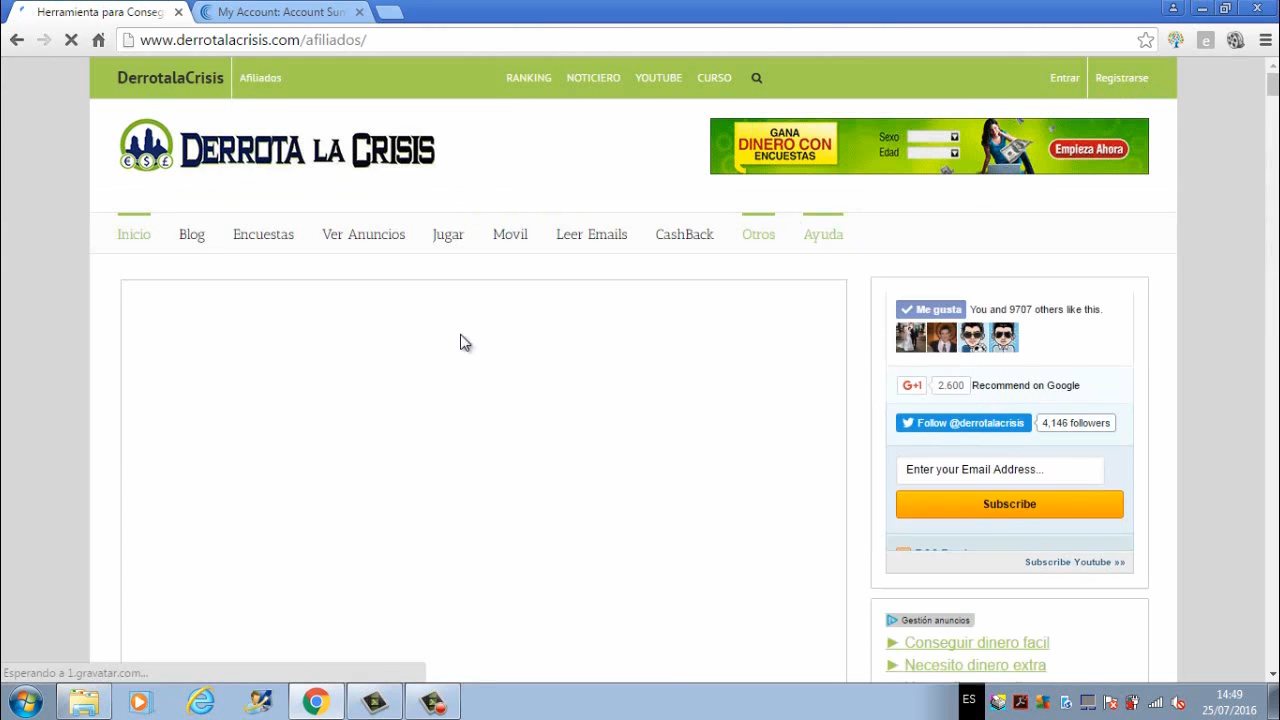 Herramienta para Conseg
My Account: Account Sum
www.derrotalacrisis.com/afiliados/
DerrotalaCrisis
Afiliados
RANKING
NOTICIERO
YOUTUBE
CURSO
Entrar
Registrarse
DERROTA LA CRISIS
GANA
DINERO CON
ENCUESTAS
Sexo
Edad
Empieza Ahora
Inicio
Blog
Encuestas
Ver Anuncios
Jugar
Movil
Leer Emails
CashBack
Otros
Ayuda
Me gusta You and 9707 others like this.
G+1 2.600 Recommend on Google
Follow @derrotalacrisis 4,146 followers
Enter your Email Address...
Subscribe
Subscribe Youtube »»
Gestión anuncios
► Conseguir dinero facil
► Necesito dinero extra
Esperando a 1.gravatar.com...
ES
14:49
25/07/2016